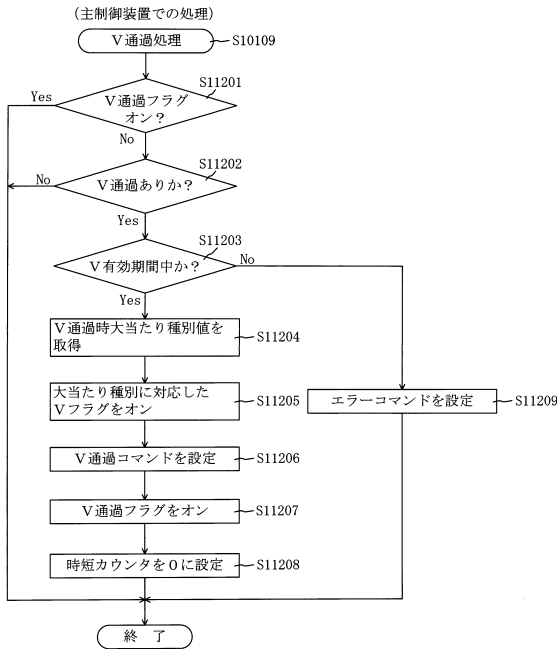 (主制御装置での処理)
V通過処理
S10109
S11201
Yes
V通過フラグ
オン?
No
S11202
No
V通過ありか?
Yes
S11203
V有効期間中か?
No
Yes
V通過時大当たり種別値を
取得
S11204
大当たり種別に対応した
Vフラグをオン
S11205
エラーコマンドを設定
S11209
V通過コマンドを設定
S11206
V通過フラグをオン
S11207
時短カウンタを0に設定
S11208
終 了